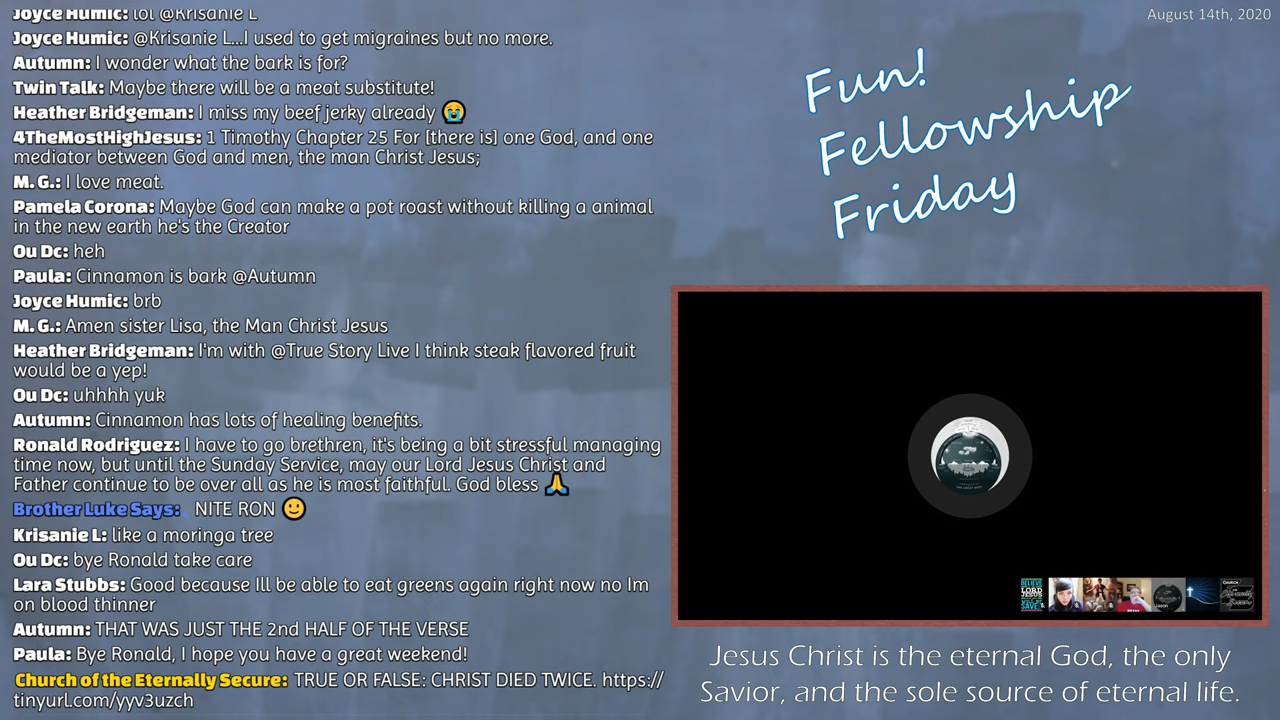 Joyce Humic: lol @Krisanie L
Joyce Humic: @Krisanie L...I used to get migraines but no more.
Autumn: I wonder what the bark is for?
Twin Talk: Maybe there will be a meat substitute!
Heather Bridgeman: I miss my beef jerky already 😭
4TheMostHighJesus: 1 Timothy Chapter 25 For [there is] one God, and one
mediator between God and men, the man Christ Jesus;
M. G.: I love meat.
Pamela Corona: Maybe God can make a pot roast without killing a animal
in the new earth he's the Creator
Ou Dc: heh
Paula: Cinnamon is bark @Autumn
Joyce Humic: brb
M. G.: Amen sister Lisa, the Man Christ Jesus
Heather Bridgeman: I'm with @True Story Live I think steak flavored fruit
would be a yep!
Ou Dc: uhhhh yuk
Autumn: Cinnamon has lots of healing benefits.
Ronald Rodriguez: I have to go brethren, it's being a bit stressful managing
time now, but until the Sunday Service, may our Lord Jesus Christ and
Father continue to be over all as he is most faithful. God bless 🙏
Brother Luke Says: NITE RON 🙂
Krisanie L: like a moringa tree
Ou Dc: bye Ronald take care
Lara Stubbs: Good because Ill be able to eat greens again right now no Im
on blood thinner
Autumn: THAT WAS JUST THE 2nd HALF OF THE VERSE
Paula: Bye Ronald, I hope you have a great weekend!
Church of the Eternally Secure: TRUE OR FALSE: CHRIST DIED TWICE. https://
tinyurl.com/yyv3uzch
August 14th, 2020
Fun!
Fellowship
Friday
BELIEVE
LORD
JESUS
SAVE
Jason
CHURCH
Jesus Christ is the eternal God, the only
Savior, and the sole source of eternal life.